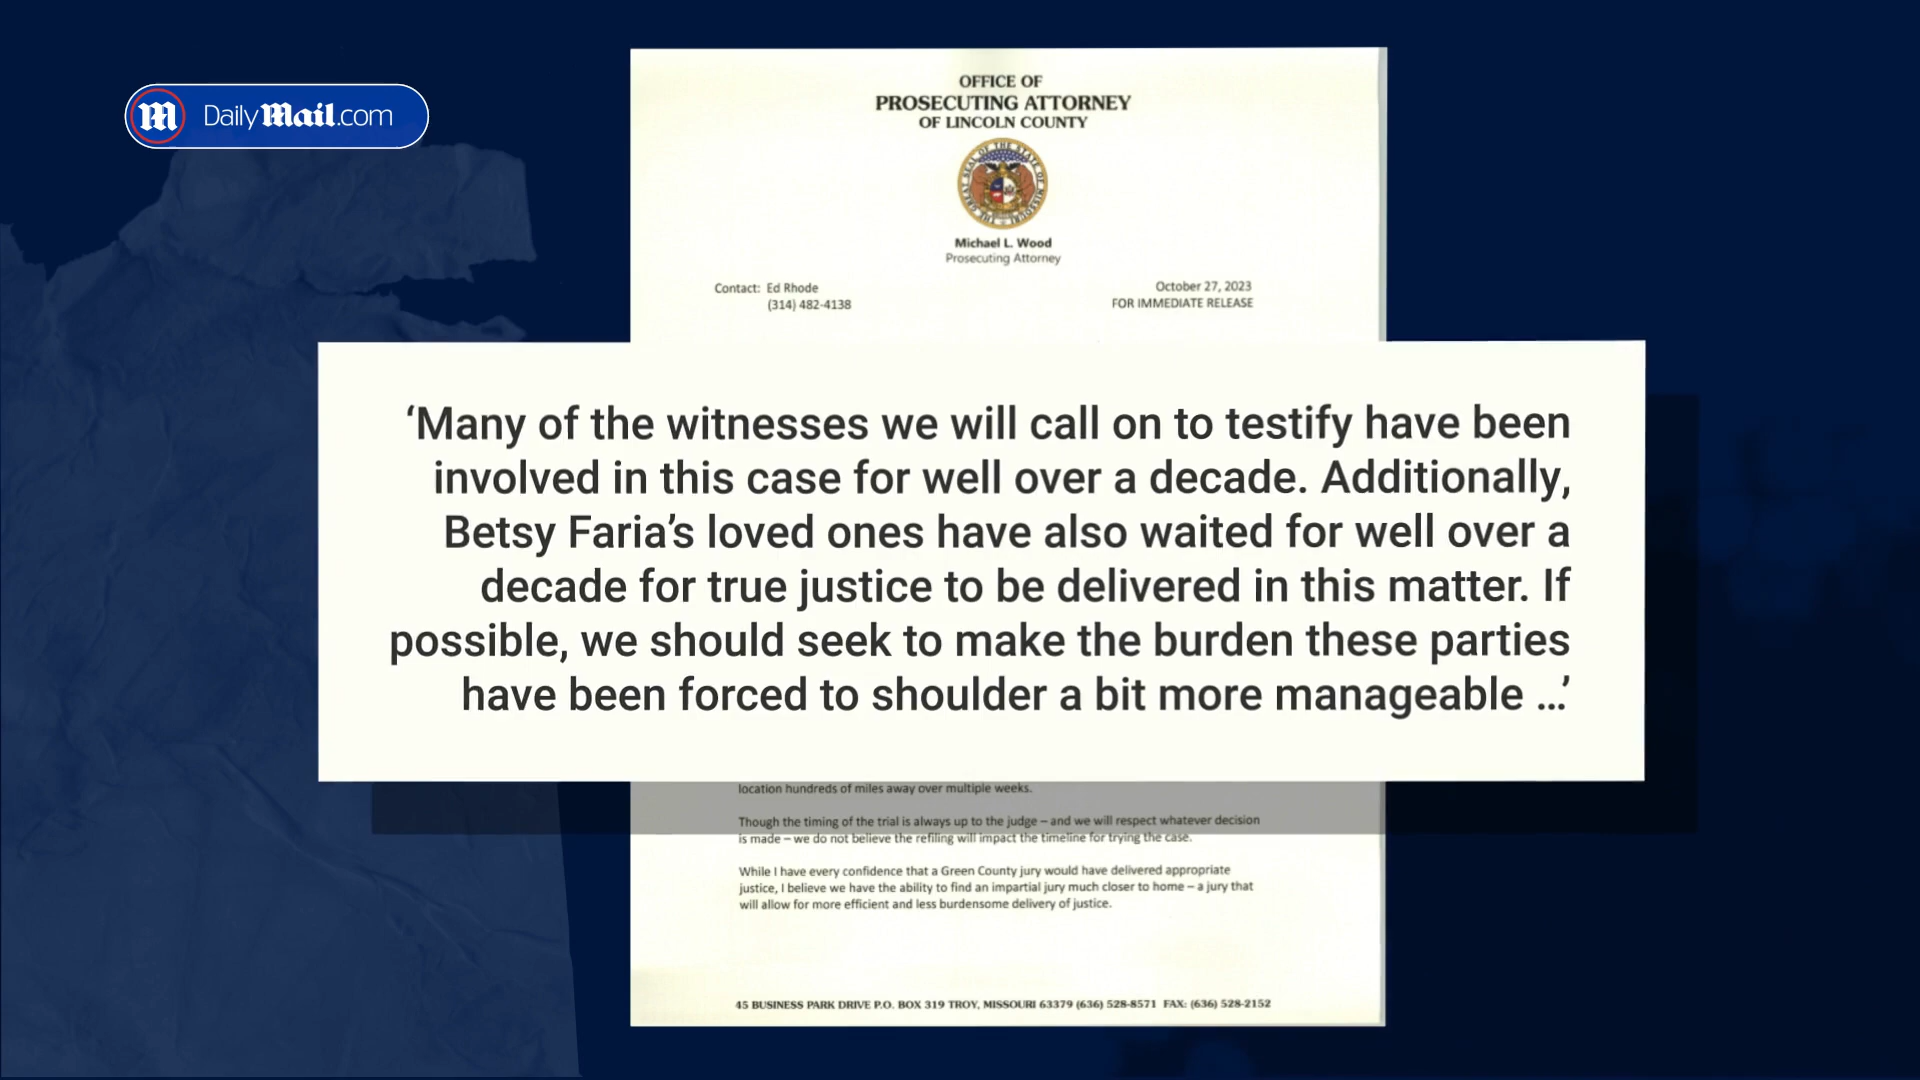 DailyMail.com
OFFICE OF
PROSECUTING ATTORNEY
OF LINCOLN COUNTY
THE GREAT SEAL OF THE STATE OF MISSOURI
Michael L. Wood
Prosecuting Attorney
Contact: Ed Rhode
(314) 482-4138
October 27, 2023
FOR IMMEDIATE RELEASE
‘Many of the witnesses we will call on to testify have been
involved in this case for well over a decade. Additionally,
Betsy Faria’s loved ones have also waited for well over a
decade for true justice to be delivered in this matter. If
possible, we should seek to make the burden these parties
have been forced to shoulder a bit more manageable ...’
location hundreds of miles away over multiple weeks.
Though the timing of the trial is always up to the judge – and we will respect whatever decision
is made – we do not believe the refiling will impact the timeline for trying the case.
While I have every confidence that a Green County jury would have delivered appropriate
justice, I believe we have the ability to find an impartial jury much closer to home – a jury that
will allow for more efficient and less burdensome delivery of justice.
45 BUSINESS PARK DRIVE P.O. BOX 319 TROY, MISSOURI 63379 (636) 528-8571 FAX: (636) 528-2152